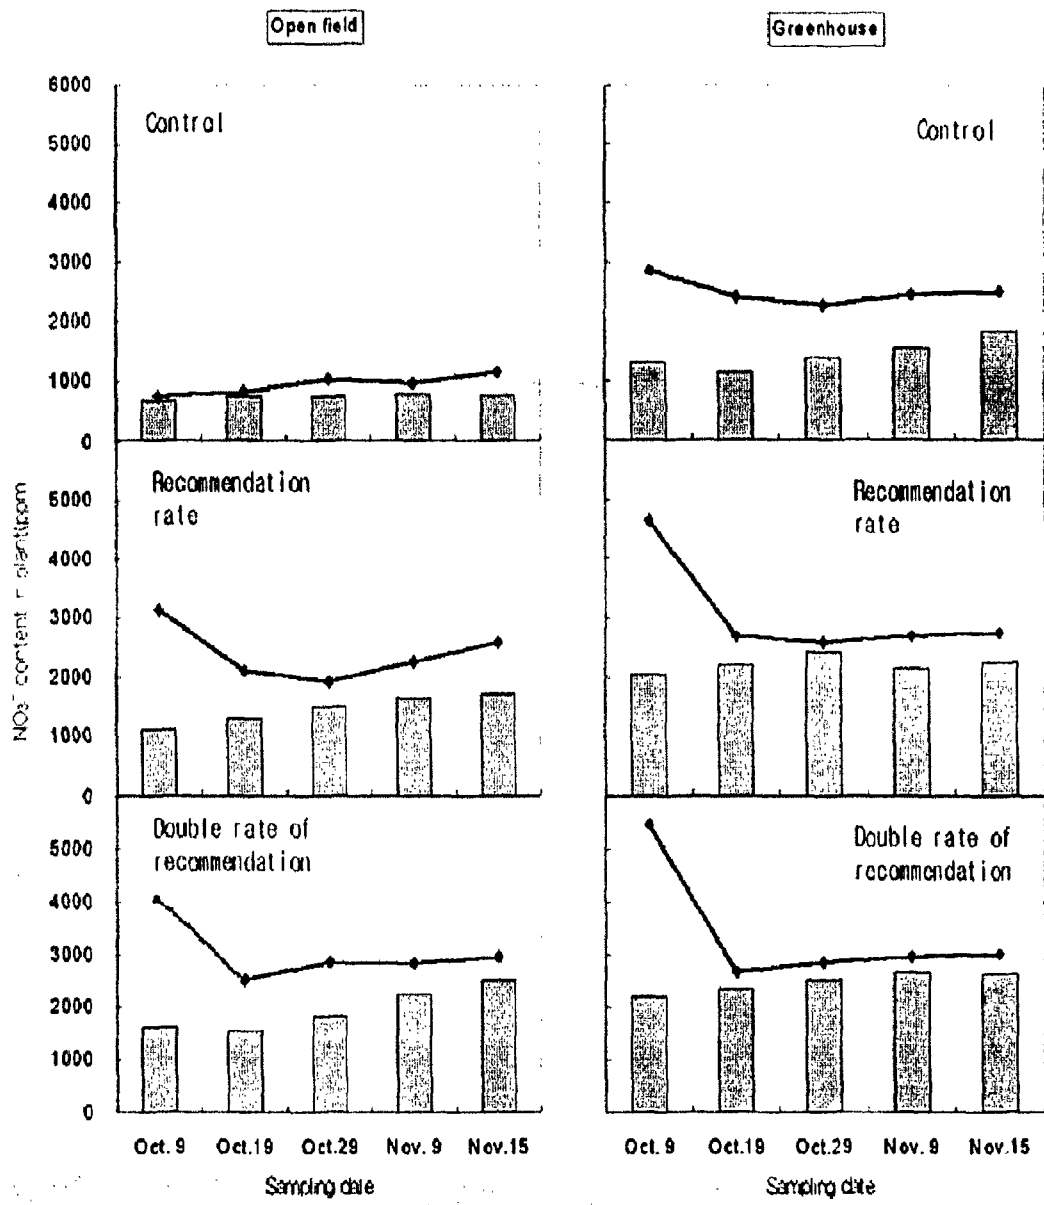 Open field
Greenhouse
6000
5000
4000
3000
2000
1000
0
Control
Control
5000
4000
3000
2000
1000
0
Recommendation
rate
Recommendation
rate
5000
4000
3000
2000
1000
0
Double rate of
recommendation
Double rate of
recommendation
NO3- content
Oct. 9 Oct.19 Oct.29 Nov. 9 Nov.15
Oct. 9 Oct.19 Oct.29 Nov. 9 Nov.15
Sampling date
Sampling date